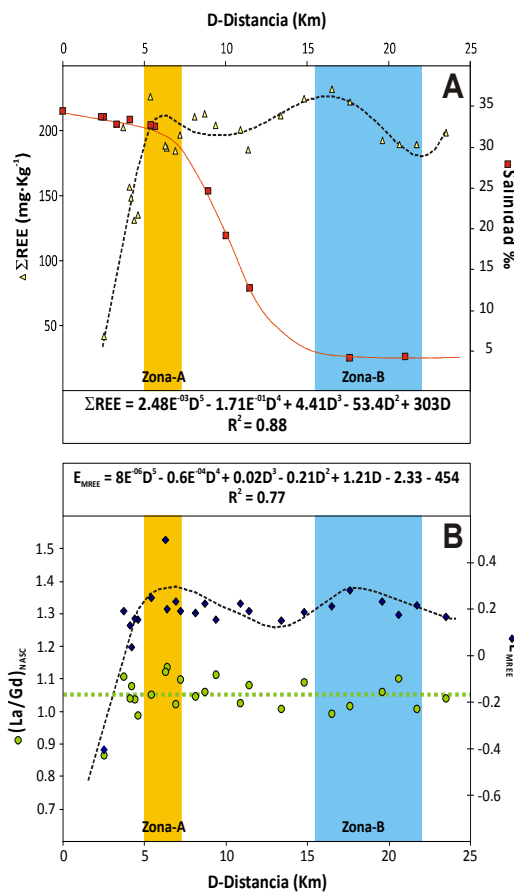 D-Distancia (Km)
0 5 10 15 20 25
A
200
150
100
50
ΣREE (mg·Kg⁻¹)
35
30
25
20
15
10
5
Salinidad ‰
Zona-A
Zona-B
ΣREE = 2.48E⁻⁰³D⁵ - 1.71E⁻⁰¹D⁴ + 4.41D³ - 53.4D² + 303D
R² = 0.88
E_MREE = 8E⁻⁰⁶D⁵ - 0.6E⁻⁰⁴D⁴ + 0.02D³ - 0.21D² + 1.21D - 2.33 - 454
R² = 0.77
B
1.5
1.4
1.3
1.2
1.1
1.0
0.9
0.8
0.7
(La/Gd)_NASC
0.4
0.2
0
-0.2
-0.4
-0.6
E_MREE
Zona-A
Zona-B
0 5 10 15 20 25
D-Distancia (Km)